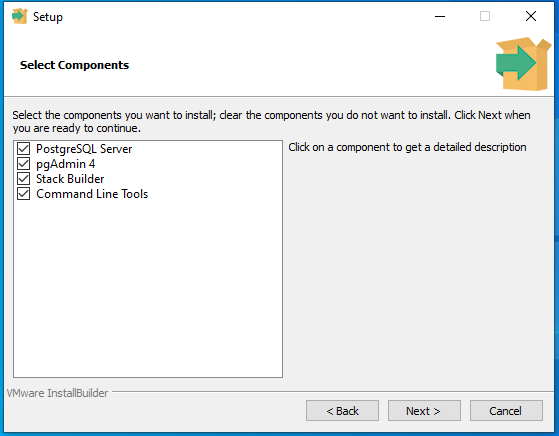 Setup
Select Components
Select the components you want to install; clear the components you do not want to install. Click Next when
you are ready to continue.
PostgreSQL Server
pgAdmin 4
Stack Builder
Command Line Tools
Click on a component to get a detailed description
VMware InstallBuilder
< Back
Next >
Cancel